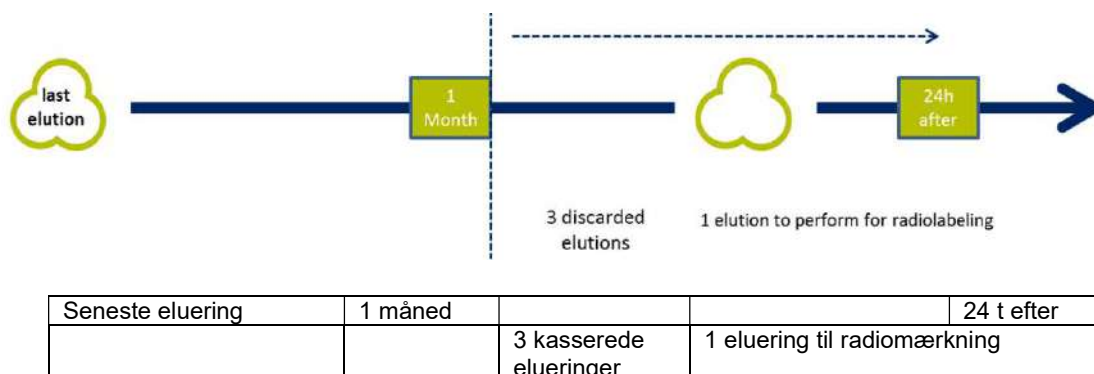 last
elution
1
Month
24h
after
3 discarded
elutions
1 elution to perform for radiolabeling
Seneste eluering
1 måned
24 t efter
3 kasserede
elueringer
1 eluering til radiomærkning